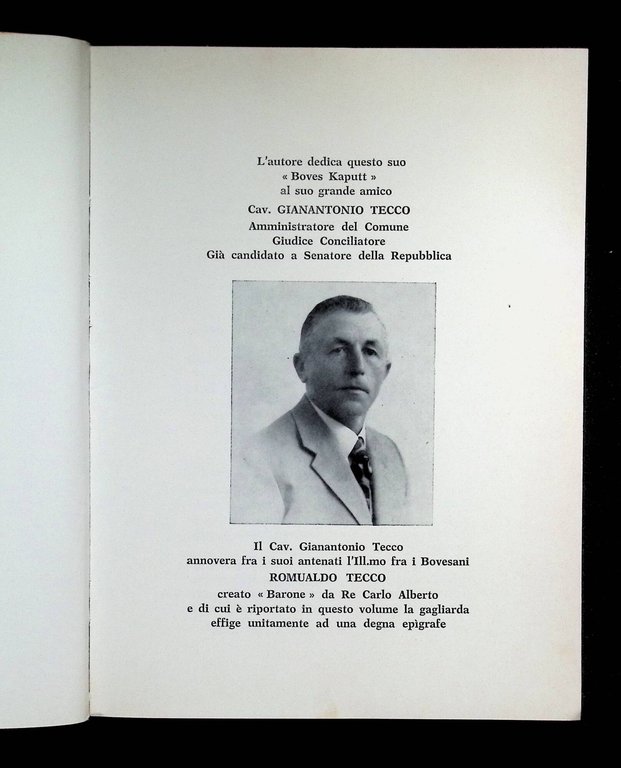 L'autore dedica questo suo
« Boves Kaputt »
al suo grande amico
Cav. GIANANTONIO TECCO
Amministratore del Comune
Giudice Conciliatore
Già candidato a Senatore della Repubblica
Il Cav. Gianantonio Tecco
annovera fra i suoi antenati l'Ill.mo fra i Bovesani
ROMUALDO TECCO
creato « Barone » da Re Carlo Alberto
e di cui è riportato in questo volume la gagliarda
effige unitamente ad una degna epìgrafe